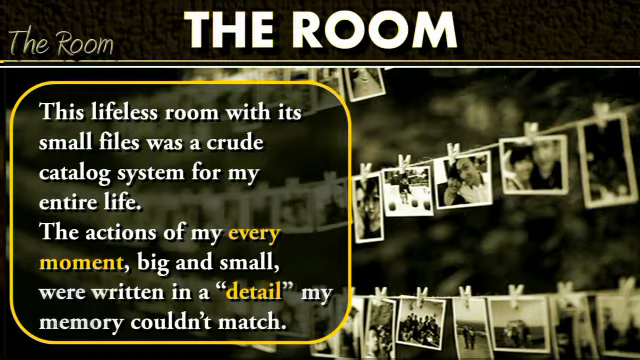 The Room
THE ROOM
This lifeless room with its
small files was a crude
catalog system for my
entire life.
The actions of my every
moment, big and small,
were written in a “detail” my
memory couldn’t match.